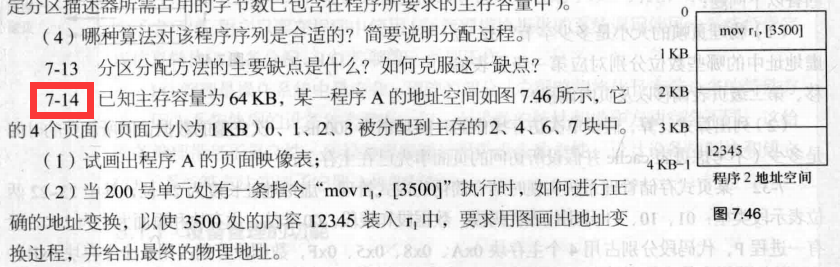 定分区描述器所需占用的字节数已包含在程序所要求的主存容量中）。
（4）哪种算法对该程序序列是合适的？简要说明分配过程。
7-13 分区分配方法的主要缺点是什么？如何克服这一缺点？
7-14 已知主存容量为 64 KB，某一程序 A 的地址空间如图 7.46 所示，它
的 4 个页面（页面大小为 1 KB）0、1、2、3 被分配到主存的 2、4、6、7 块中。
（1）试画出程序 A 的页面映像表；
（2）当 200 号单元处有一条指令“mov r₁, [3500]”执行时，如何进行正
确的地址变换，以使 3500 处的内容 12345 装入 r₁ 中，要求用图画出地址变
换过程，并给出最终的物理地址。
0
mov r₁, [3500]
1 KB
2 KB
3 KB
12345
4 KB
程序 2 地址空间
图 7.46